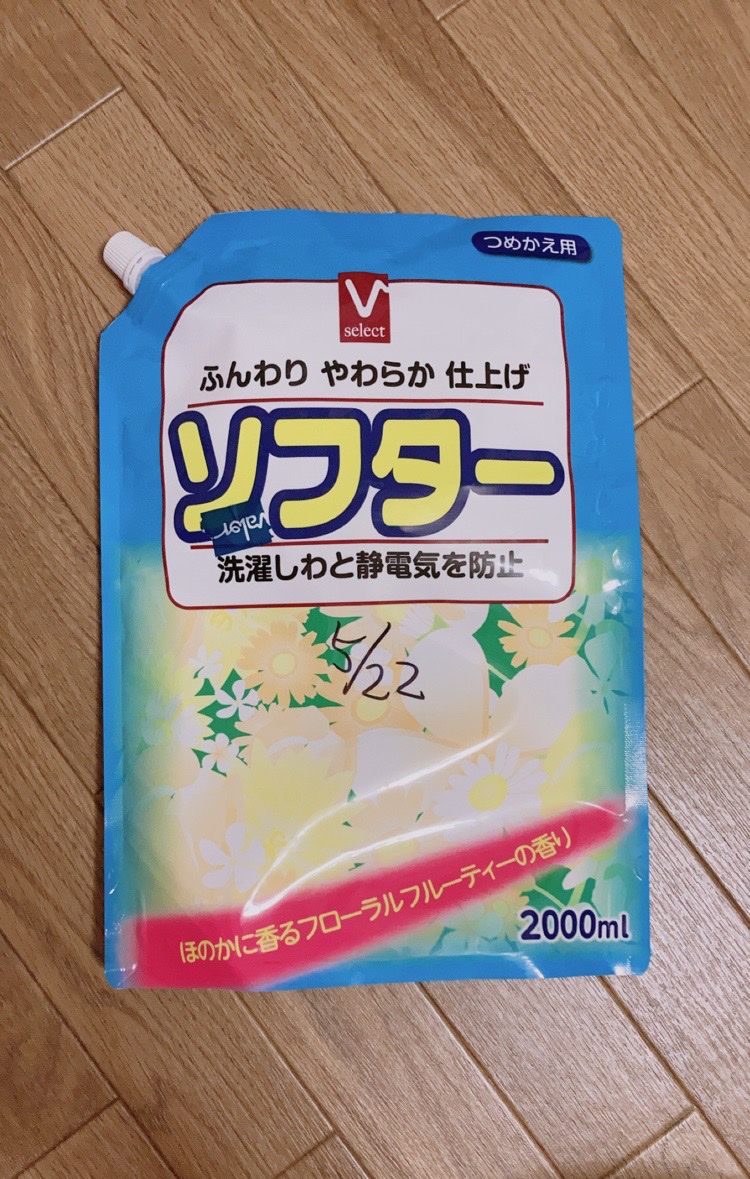 つめかえ用
V
select
ふんわり やわらか 仕上げ
ソフター
valor
洗濯しわと静電気を防止
5/22
ほのかに香るフローラルフルーティーの香り
2000ml